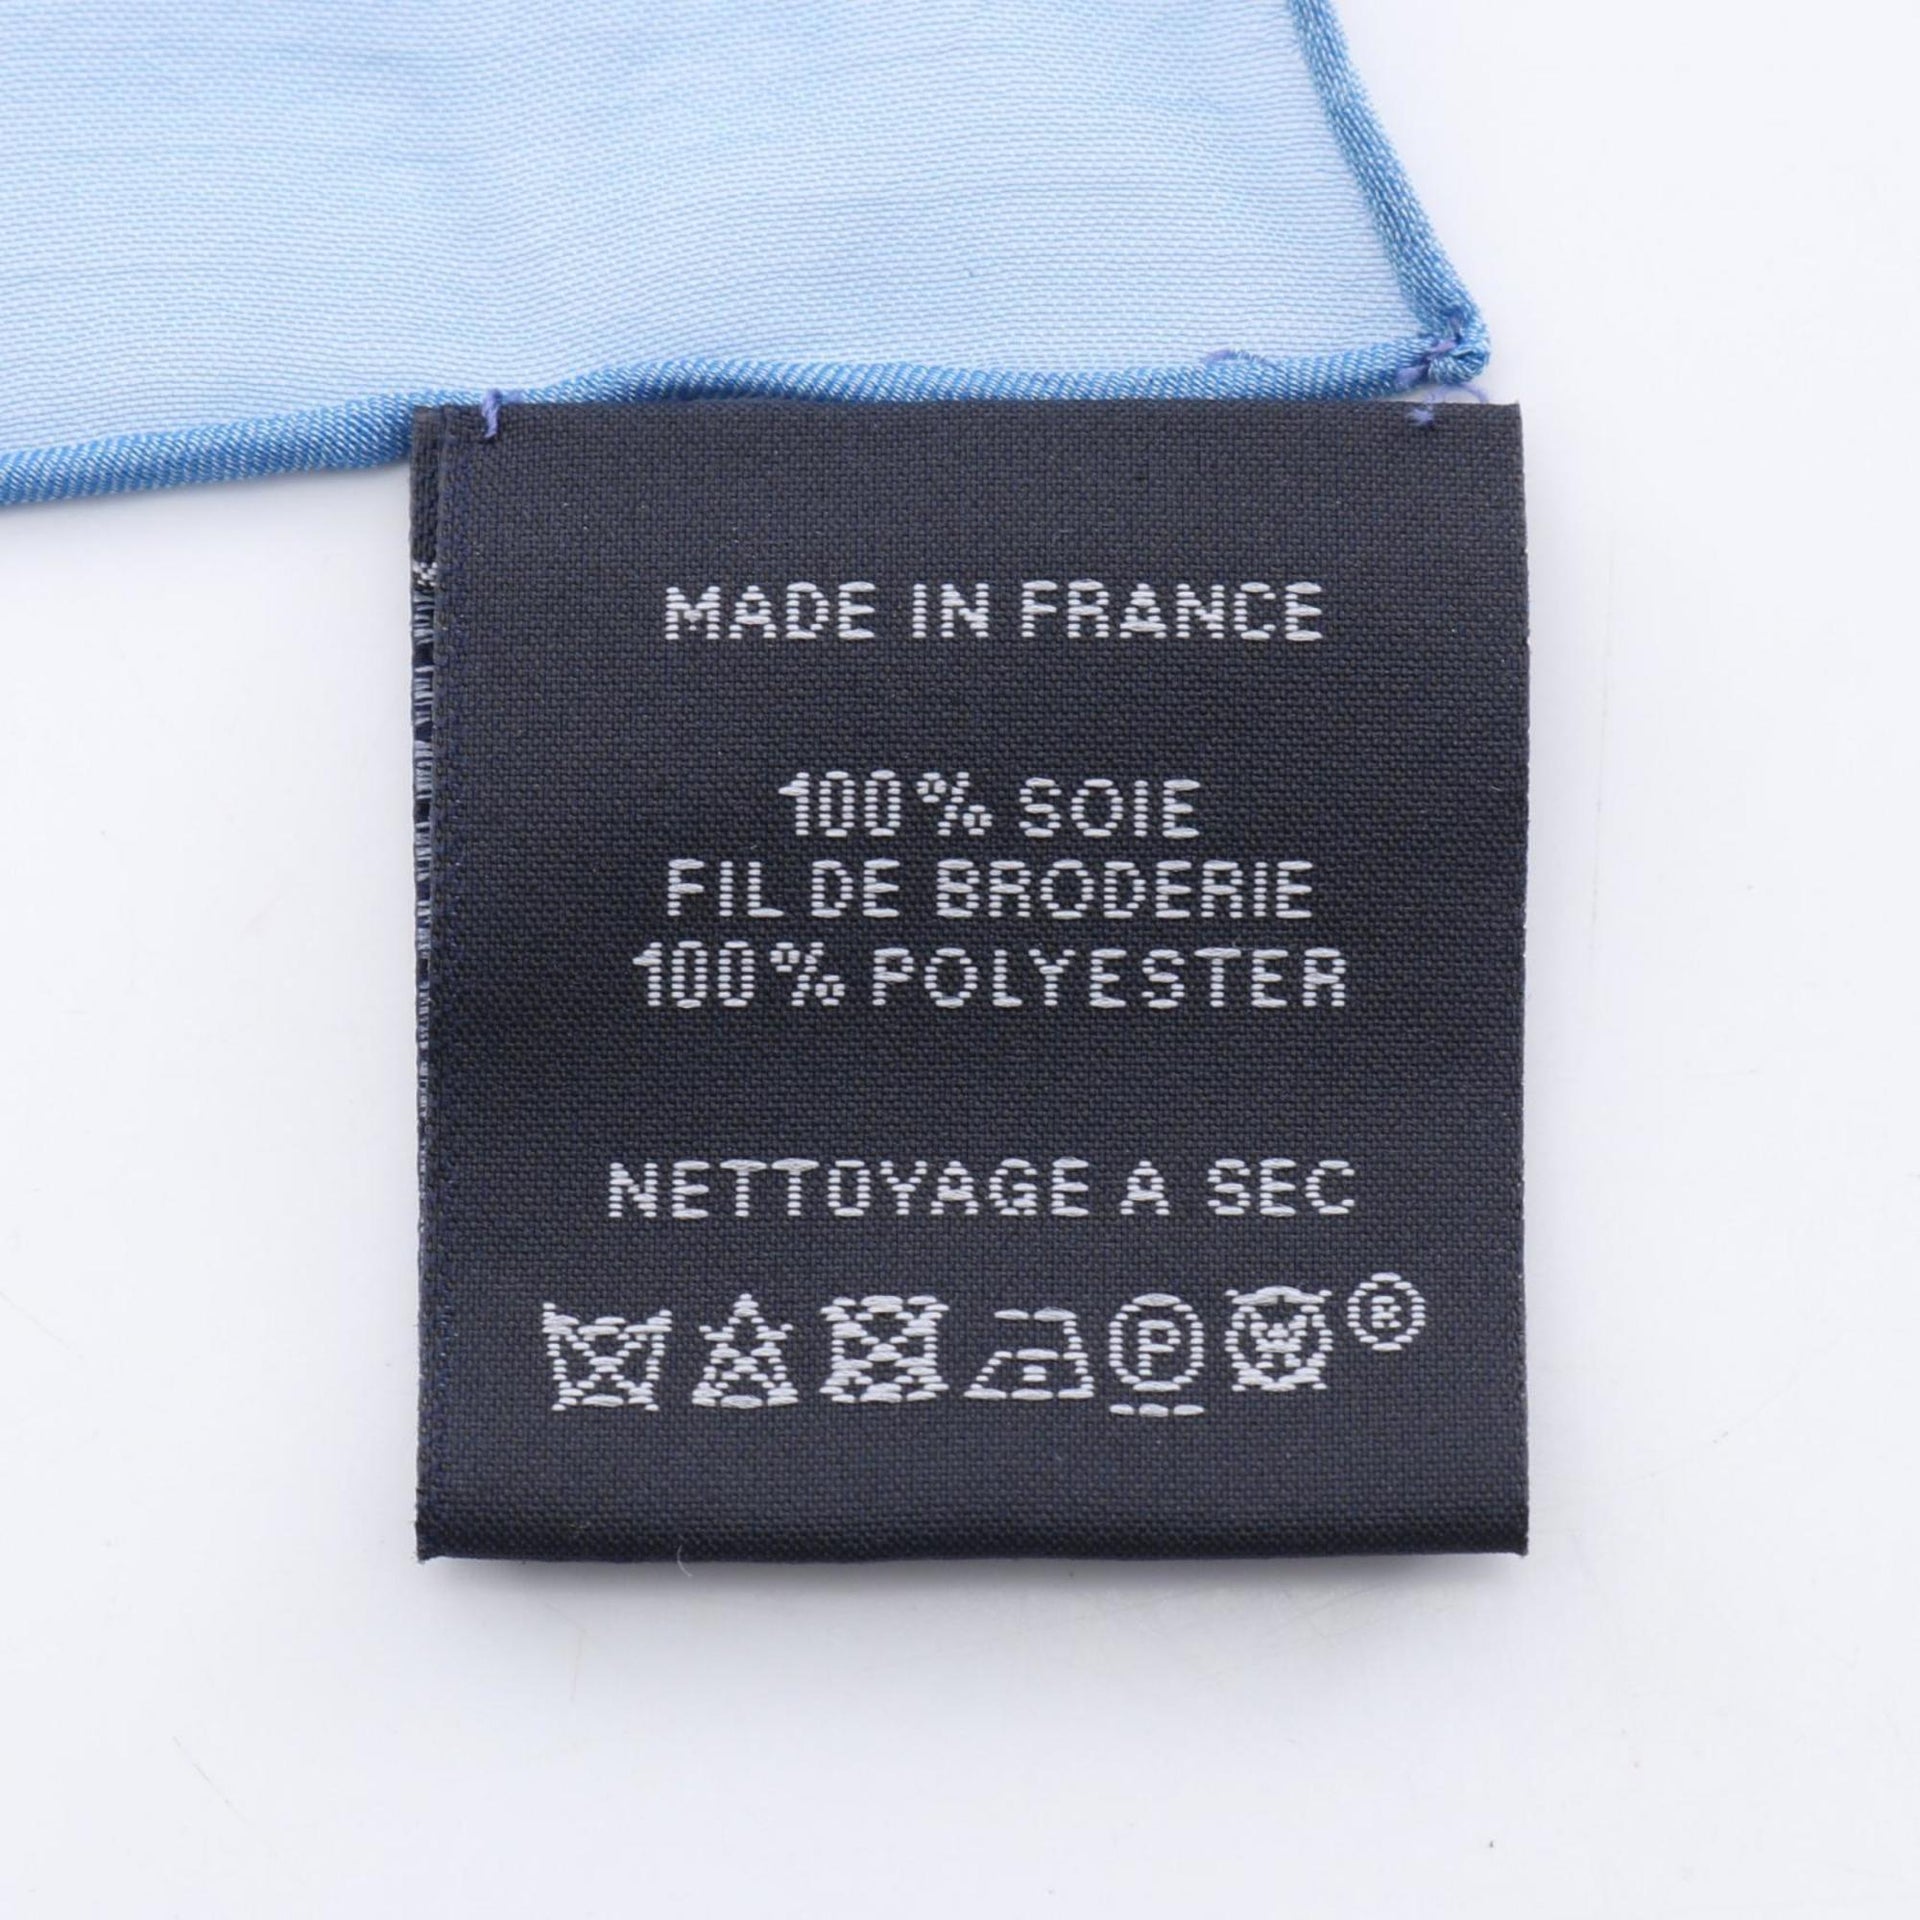 MADE IN FRANCE
100% SOIE
FIL DE BRODERIE
100% POLYESTER
NETTOYAGE A SEC
P W ®